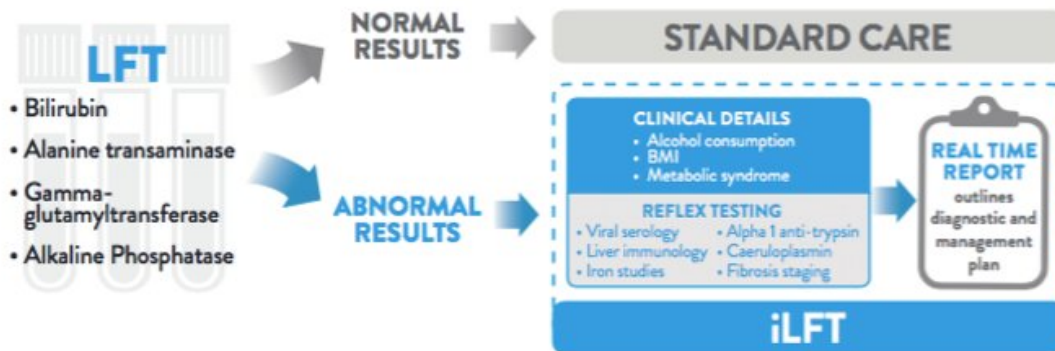 LFT
• Bilirubin
• Alanine transaminase
• Gamma-
glutamyltransferase
• Alkaline Phosphatase
NORMAL
RESULTS
STANDARD CARE
ABNORMAL
RESULTS
CLINICAL DETAILS
• Alcohol consumption
• BMI
• Metabolic syndrome
REFLEX TESTING
• Viral serology
• Liver immunology
• Iron studies
• Alpha 1 anti-trypsin
• Caeruloplasmin
• Fibrosis staging
REAL TIME
REPORT
outlines
diagnostic and
management
plan
iLFT